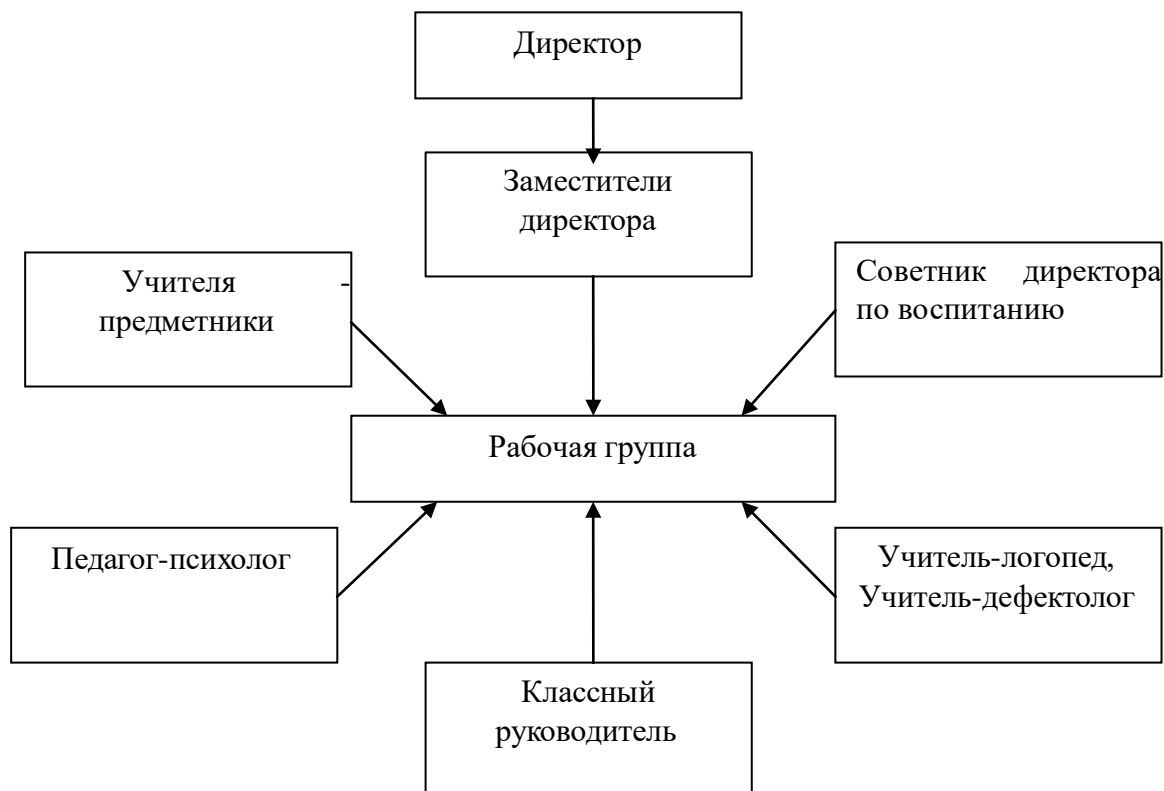 Директор
Заместители
директора
Учителя -
предметники
Советник директора
по воспитанию
Рабочая группа
Педагог-психолог
Учитель-логопед,
Учитель-дефектолог
Классный
руководитель